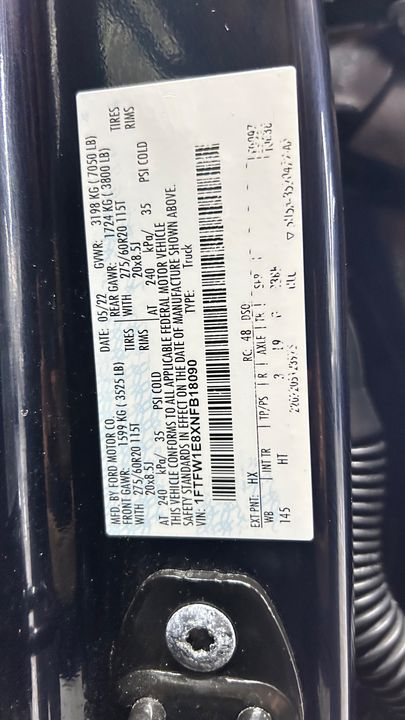 MFD. BY FORD MOTOR CO.
DATE: 05/22 GVWR: 3198 KG (7050 LB)
FRONT GAWR: 1599 KG (3525 LB) REAR GAWR: 1724 KG (3800 LB)
275/60R20 115T TIRES WITH 275/60R20 115T TIRES
20x8.5J RIMS 20x8.5J RIMS
AT 240 kPa/ 35 PSI COLD AT 240 kPa/ 35 PSI COLD
THIS VEHICLE CONFORMS TO ALL APPLICABLE FEDERAL MOTOR VEHICLE
SAFETY STANDARDS IN EFFECT ON THE DATE OF MANUFACTURE SHOWN ABOVE.
VIN: 1FTFW1E8XNFB18090
TYPE: Truck
EXT PNT: HX RC: 48 DSO:
WB INTTR TP/PS R AXLE TR SPR
145 HT 3 19